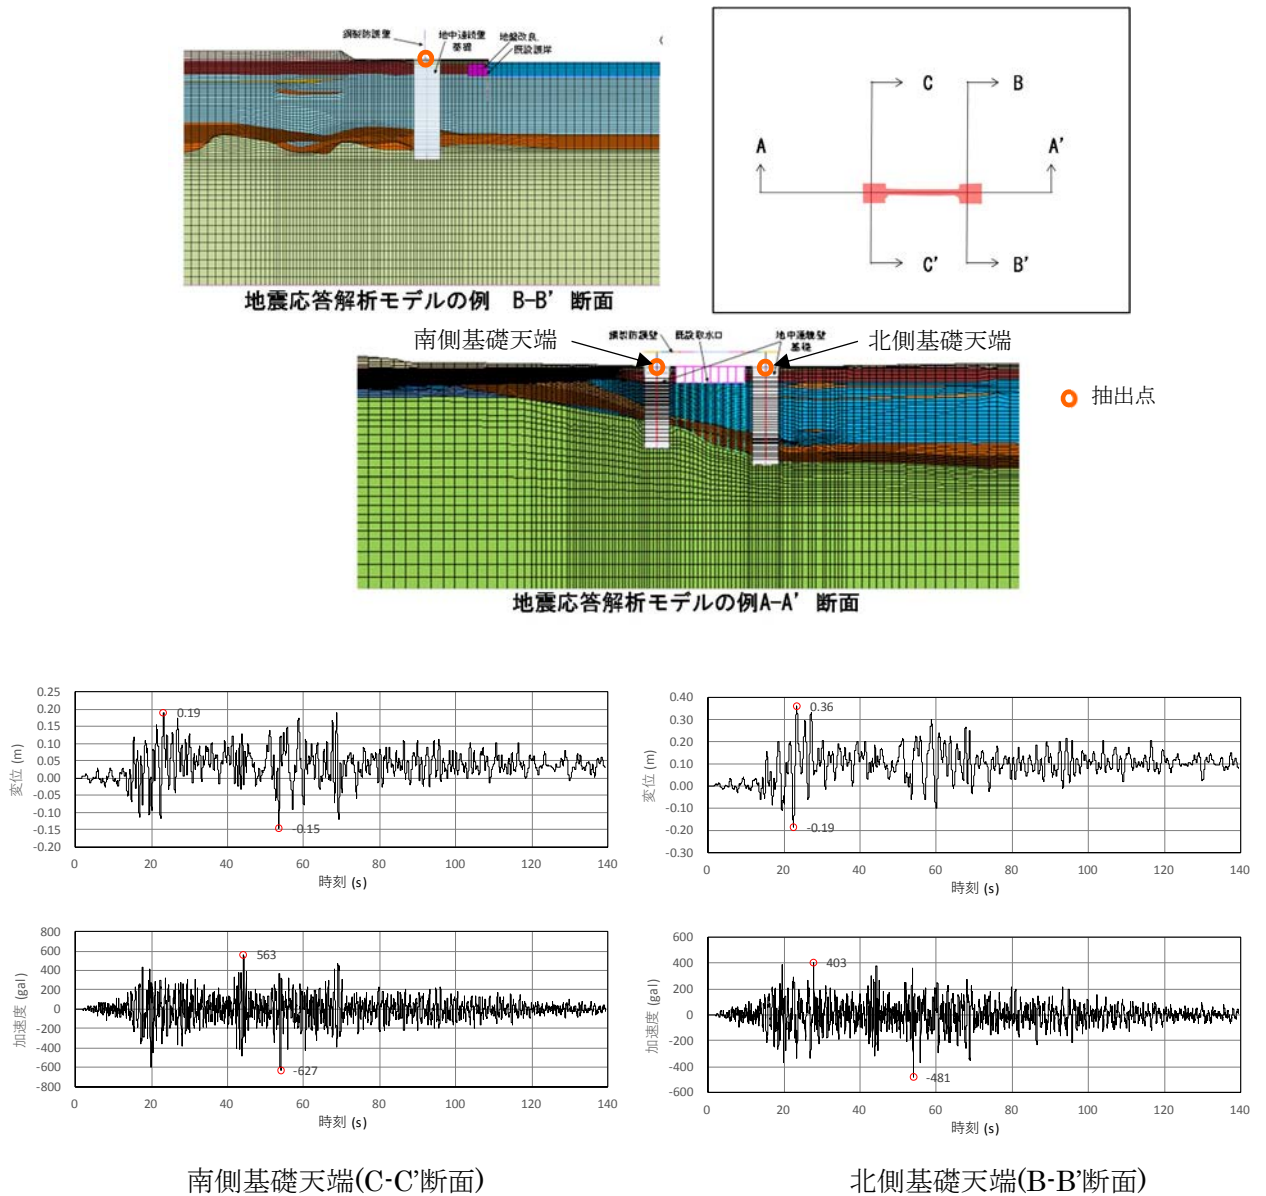 鋼製防護壁
地中連続壁
基礎
地盤改良
既設護岸
地震応答解析モデルの例 B-B’ 断面
C
B
A
A’
C’
B’
南側基礎天端
鋼製防護壁
既設取水口
地中連続壁
基礎
北側基礎天端
抽出点
地震応答解析モデルの例A-A’ 断面
0.25
0.20
0.15
0.10
0.05
0.00
-0.05
-0.10
-0.15
-0.20
変位 (m)
0.19
-0.15
0 20 40 60 80 100 120 140
時刻 (s)
0.40
0.30
0.20
0.10
0.00
-0.10
-0.20
-0.30
変位 (m)
0.36
-0.19
0 20 40 60 80 100 120 140
時刻 (s)
800
600
400
200
0
-200
-400
-600
-800
加速度 (gal)
563
-627
0 20 40 60 80 100 120 140
時刻 (s)
600
400
200
0
-200
-400
-600
加速度 (gal)
403
-481
0 20 40 60 80 100 120 140
時刻 (s)
南側基礎天端(C-C’断面)
北側基礎天端(B-B’断面)